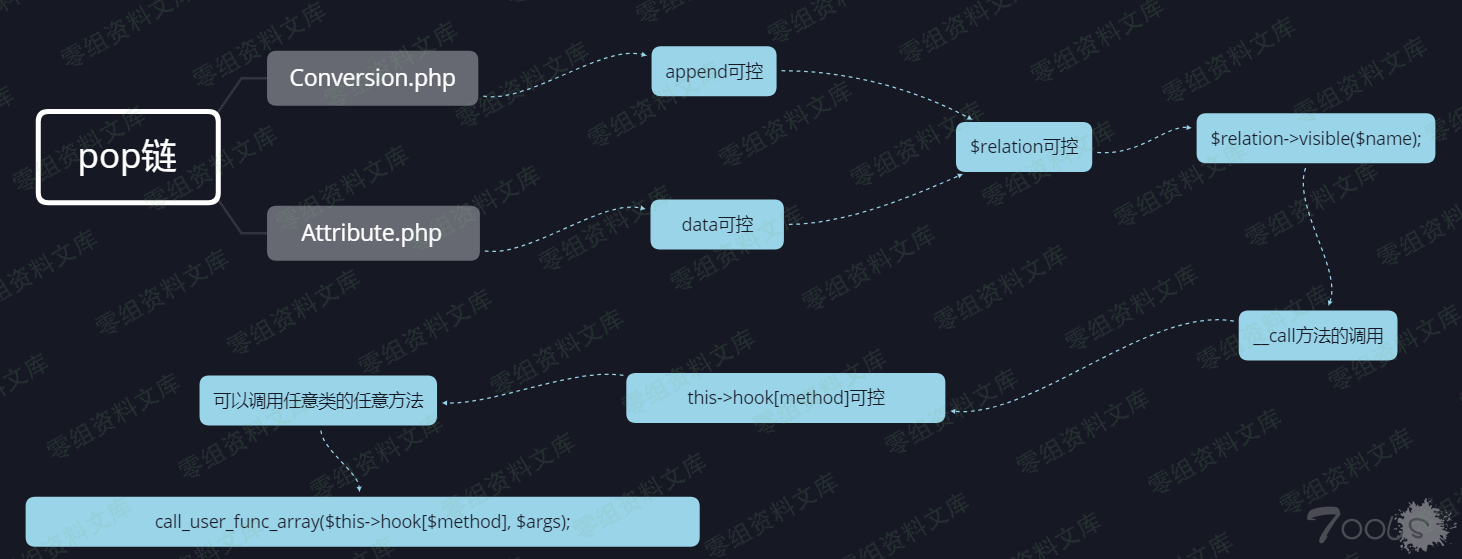 pop链
Conversion.php
append可控
$relation可控
$relation->visible($name);
Attribute.php
data可控
__call方法的调用
this->hook[method]可控
可以调用任意类的任意方法
call_user_func_array($this->hook[$method], $args);
零组资料文库
7ools